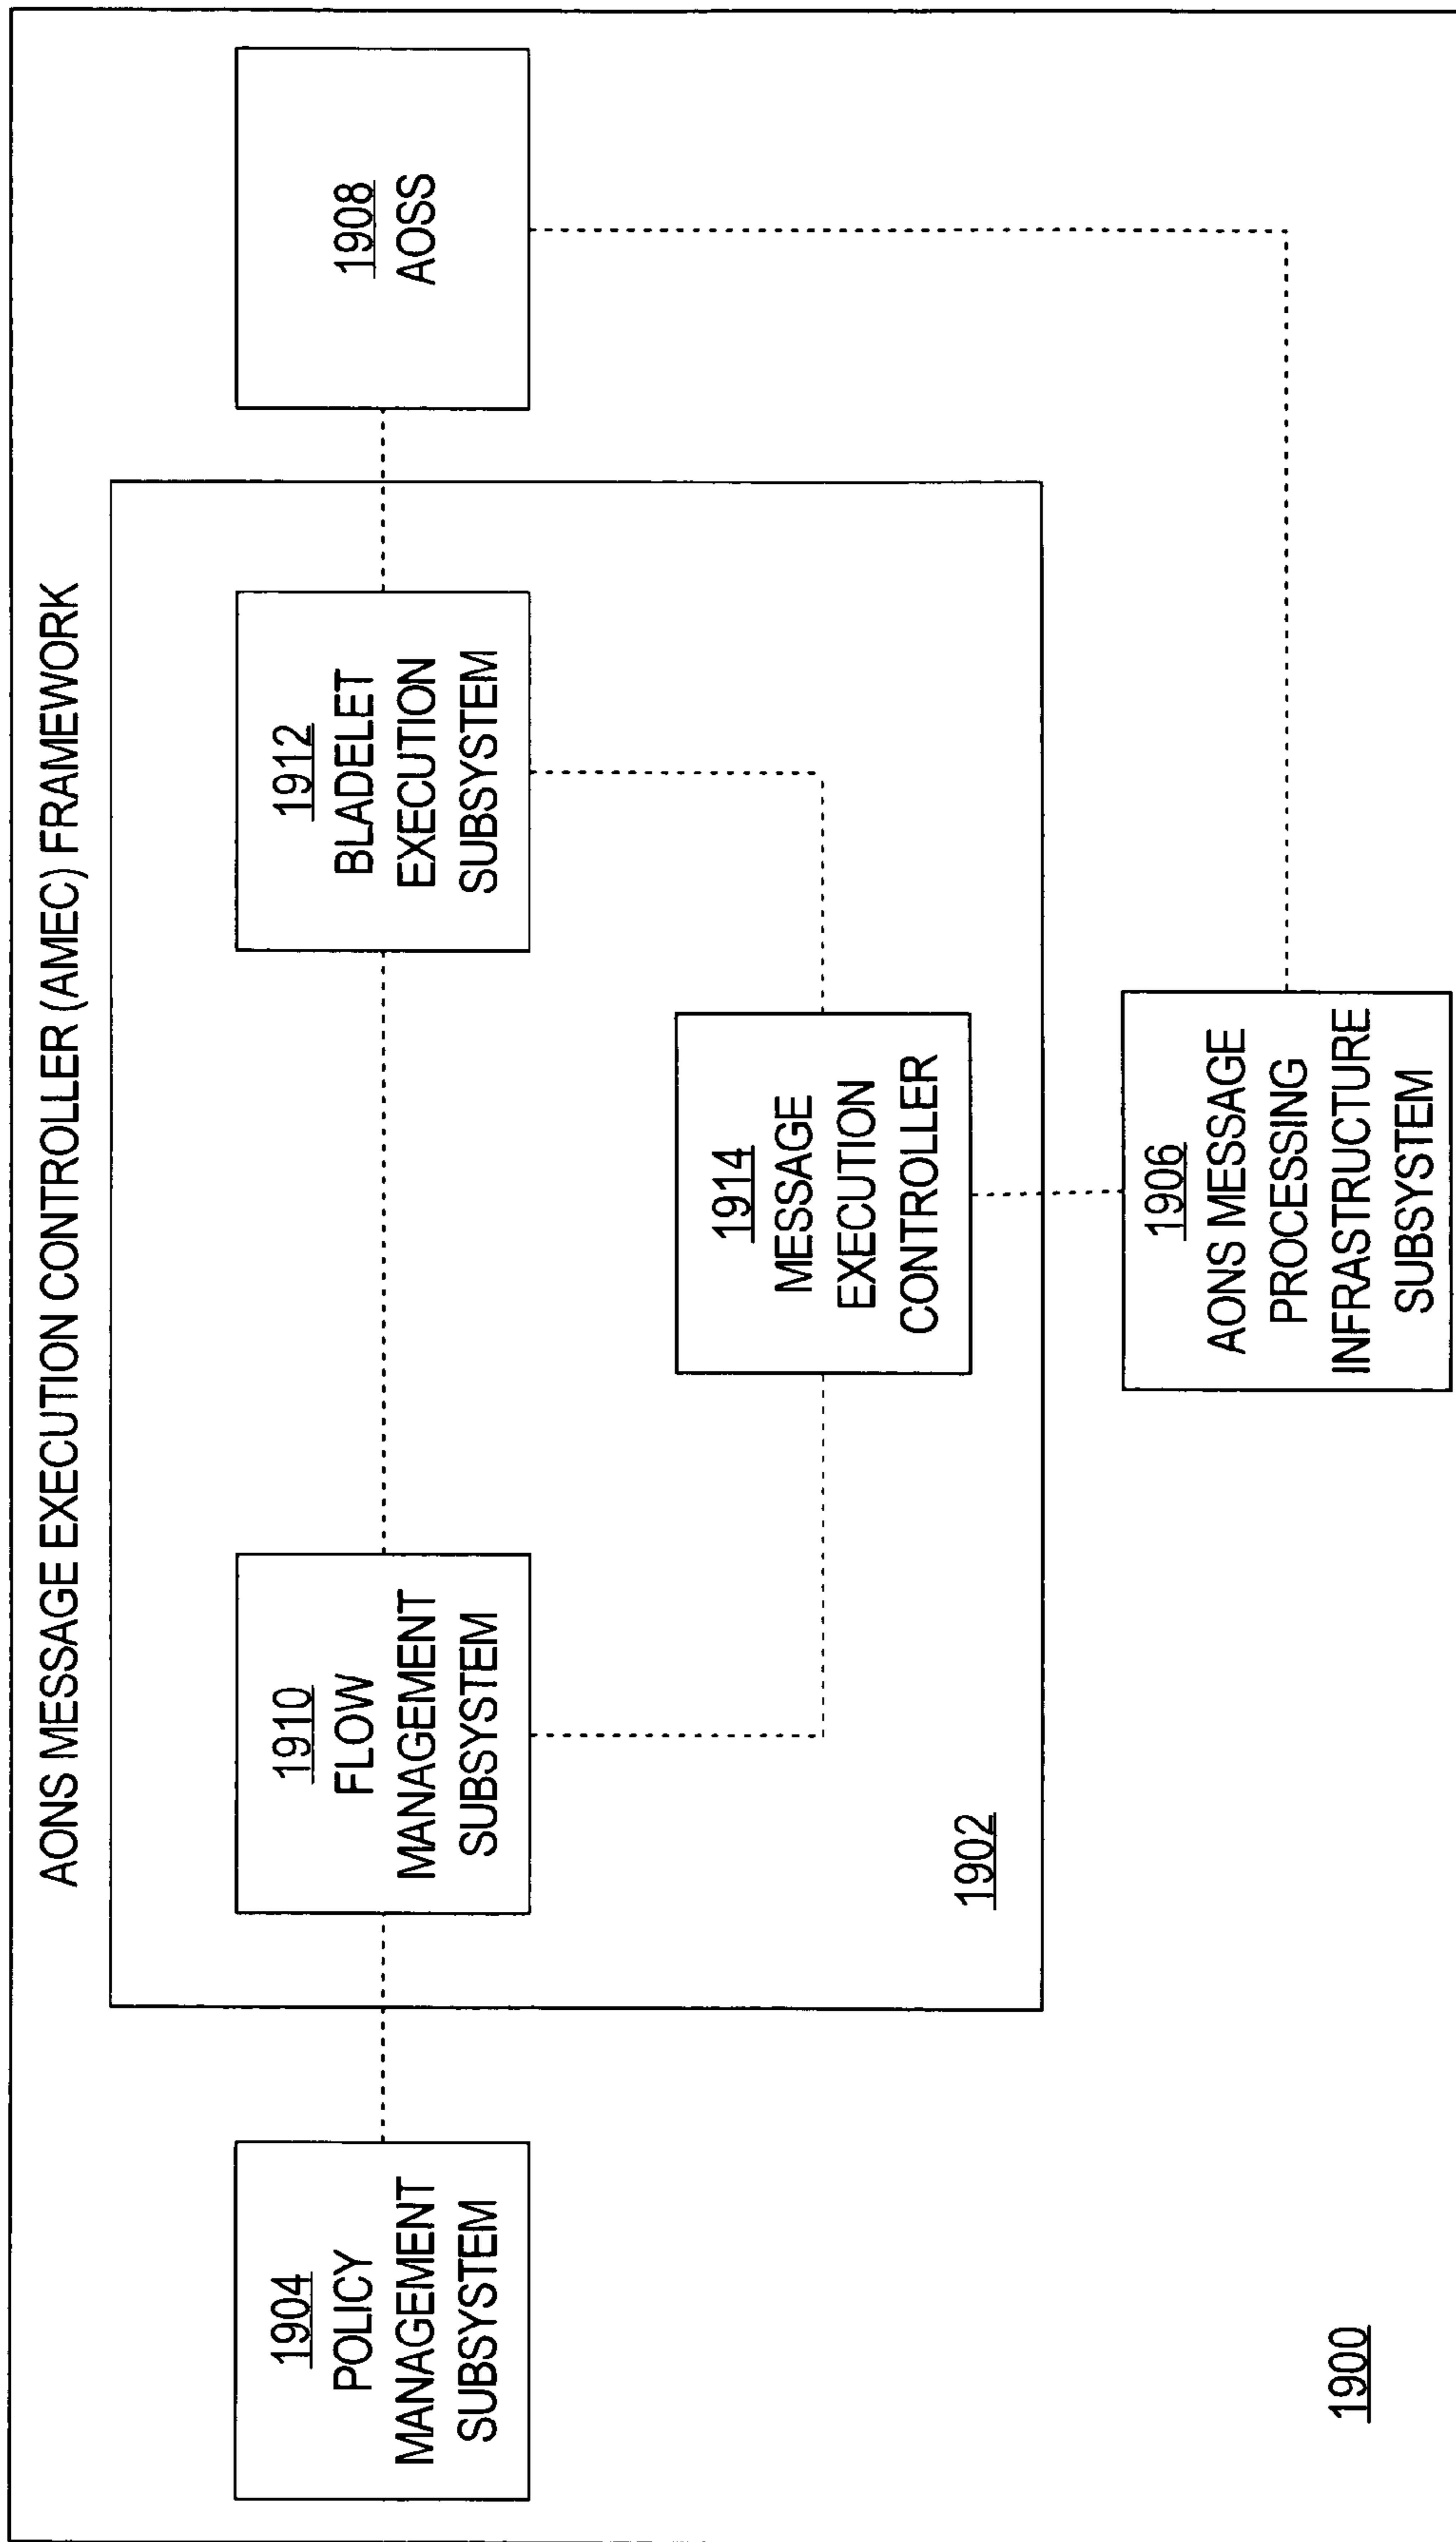 AONS MESSAGE EXECUTION CONTROLLER (AMEC) FRAMEWORK
1904
POLICY
MANAGEMENT
SUBSYSTEM
1910
FLOW
MANAGEMENT
SUBSYSTEM
1912
BLADELET
EXECUTION
SUBSYSTEM
1908
AOSS
1914
MESSAGE
EXECUTION
CONTROLLER
1902
1906
AONS MESSAGE
PROCESSING
INFRASTRUCTURE
SUBSYSTEM
1900